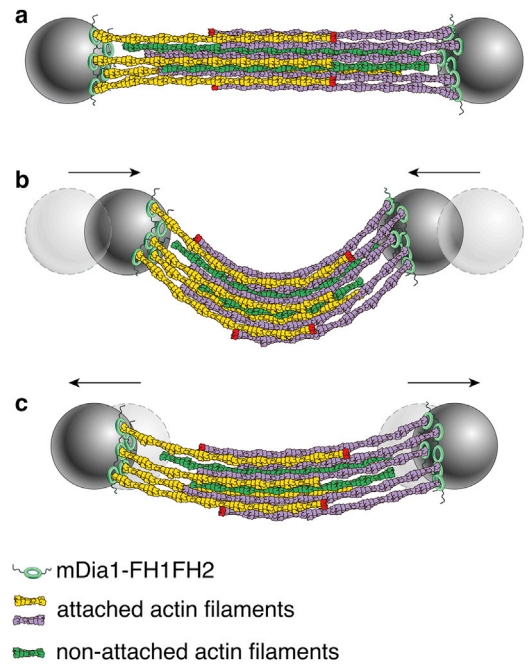 a
b
c
mDia1-FH1FH2
attached actin filaments
non-attached actin filaments